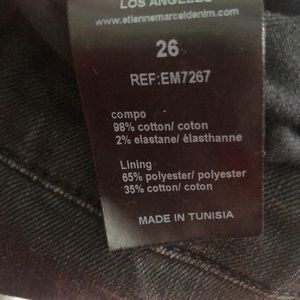 LOS ANGELES
www.etiennemarceldenim.com
26
REF:EM7267
compo
98% cotton/ coton
2% elastane/ élasthanne
Lining
65% polyester/ polyester
35% cotton/ coton
MADE IN TUNISIA